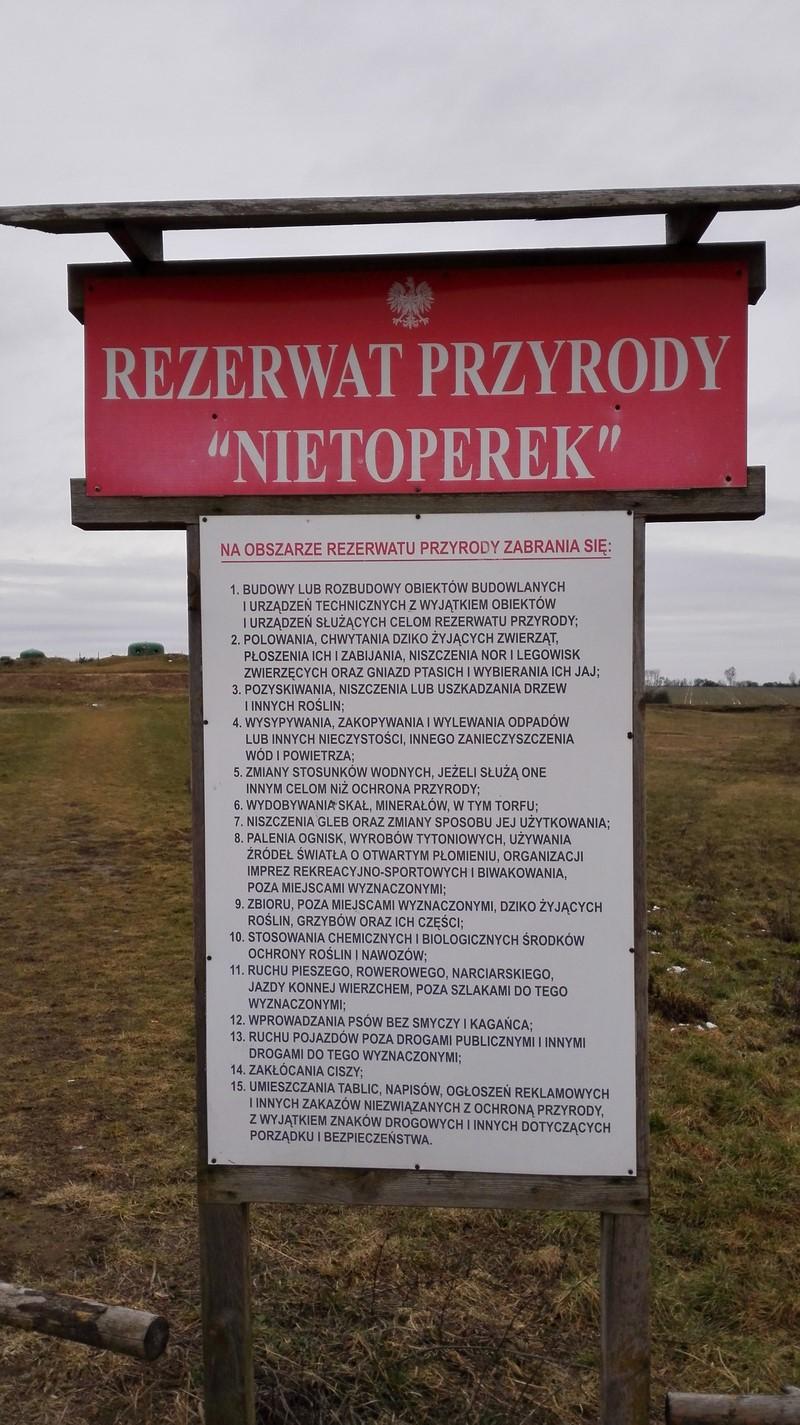 REZERWAT PRZYRODY
“NIETOPEREK”
NA OBSZARZE REZERWATU PRZYRODY ZABRANIA SIĘ:
1. BUDOWY LUB ROZBUDOWY OBIEKTÓW BUDOWLANYCH
I URZĄDZEŃ TECHNICZNYCH Z WYJĄTKIEM OBIEKTÓW
I URZĄDZEŃ SŁUŻĄCYCH CELOM REZERWATU PRZYRODY;
2. POLOWANIA, CHWYTANIA DZIKO ŻYJĄCYCH ZWIERZĄT,
PŁOSZENIA ICH I ZABIJANIA, NISZCZENIA NOR I LEGOWISK
ZWIERZĘCYCH ORAZ GNIAZD PTASICH I WYBIERANIA ICH JAJ;
3. POZYSKIWANIA, NISZCZENIA LUB USZKADZANIA DRZEW
I INNYCH ROŚLIN;
4. WYSYPYWANIA, ZAKOPYWANIA I WYLEWANIA ODPADÓW
LUB INNYCH NIECZYSTOŚCI, INNEGO ZANIECZYSZCZENIA
WÓD I POWIETRZA;
5. ZMIANY STOSUNKÓW WODNYCH, JEŻELI SŁUŻĄ ONE
INNYM CELOM NiŻ OCHRONA PRZYRODY;
6. WYDOBYWANIA SKAŁ, MINERAŁÓW, W TYM TORFU;
7. NISZCZENIA GLEB ORAZ ZMIANY SPOSOBU JEJ UŻYTKOWANIA;
8. PALENIA OGNISK, WYROBÓW TYTONIOWYCH, UŻYWANIA
ŹRÓDEŁ ŚWIATŁA O OTWARTYM PŁOMIENIU, ORGANIZACJI
IMPREZ REKREACYJNO-SPORTOWYCH I BIWAKOWANIA,
POZA MIEJSCAMI WYZNACZONYMI;
9. ZBIORU, POZA MIEJSCAMI WYZNACZONYMI, DZIKO ŻYJĄCYCH
ROŚLIN, GRZYBÓW ORAZ ICH CZĘŚCI;
10. STOSOWANIA CHEMICZNYCH I BIOLOGICZNYCH ŚRODKÓW
OCHRONY ROŚLIN I NAWOZÓW;
11. RUCHU PIESZEGO, ROWEROWEGO, NARCIARSKIEGO,
JAZDY KONNEJ WIERZCHEM, POZA SZLAKAMI DO TEGO
WYZNACZONYMI;
12. WPROWADZANIA PSÓW BEZ SMYCZY I KAGAŃCA;
13. RUCHU POJAZDÓW POZA DROGAMI PUBLICZNYMI I INNYMI
DROGAMI DO TEGO WYZNACZONYMI;
14. ZAKŁÓCANIA CISZY;
15. UMIESZCZANIA TABLIC, NAPISÓW, OGŁOSZEŃ REKLAMOWYCH
I INNYCH ZAKAZÓW NIEZWIĄZANYCH Z OCHRONĄ PRZYRODY,
Z WYJĄTKIEM ZNAKÓW DROGOWYCH I INNYCH DOTYCZĄCYCH
PORZĄDKU I BEZPIECZEŃSTWA.